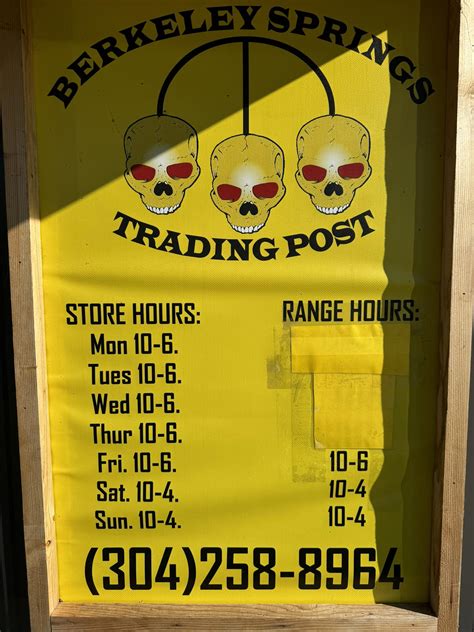 BERKELEY SPRINGS
TRADING POST
STORE HOURS: RANGE HOURS:
Mon 10-6.
Tues 10-6.
Wed 10-6.
Thur 10-6.
Fri. 10-6. 10-6
Sat. 10-4. 10-4
Sun. 10-4. 10-4
(304)258-8964